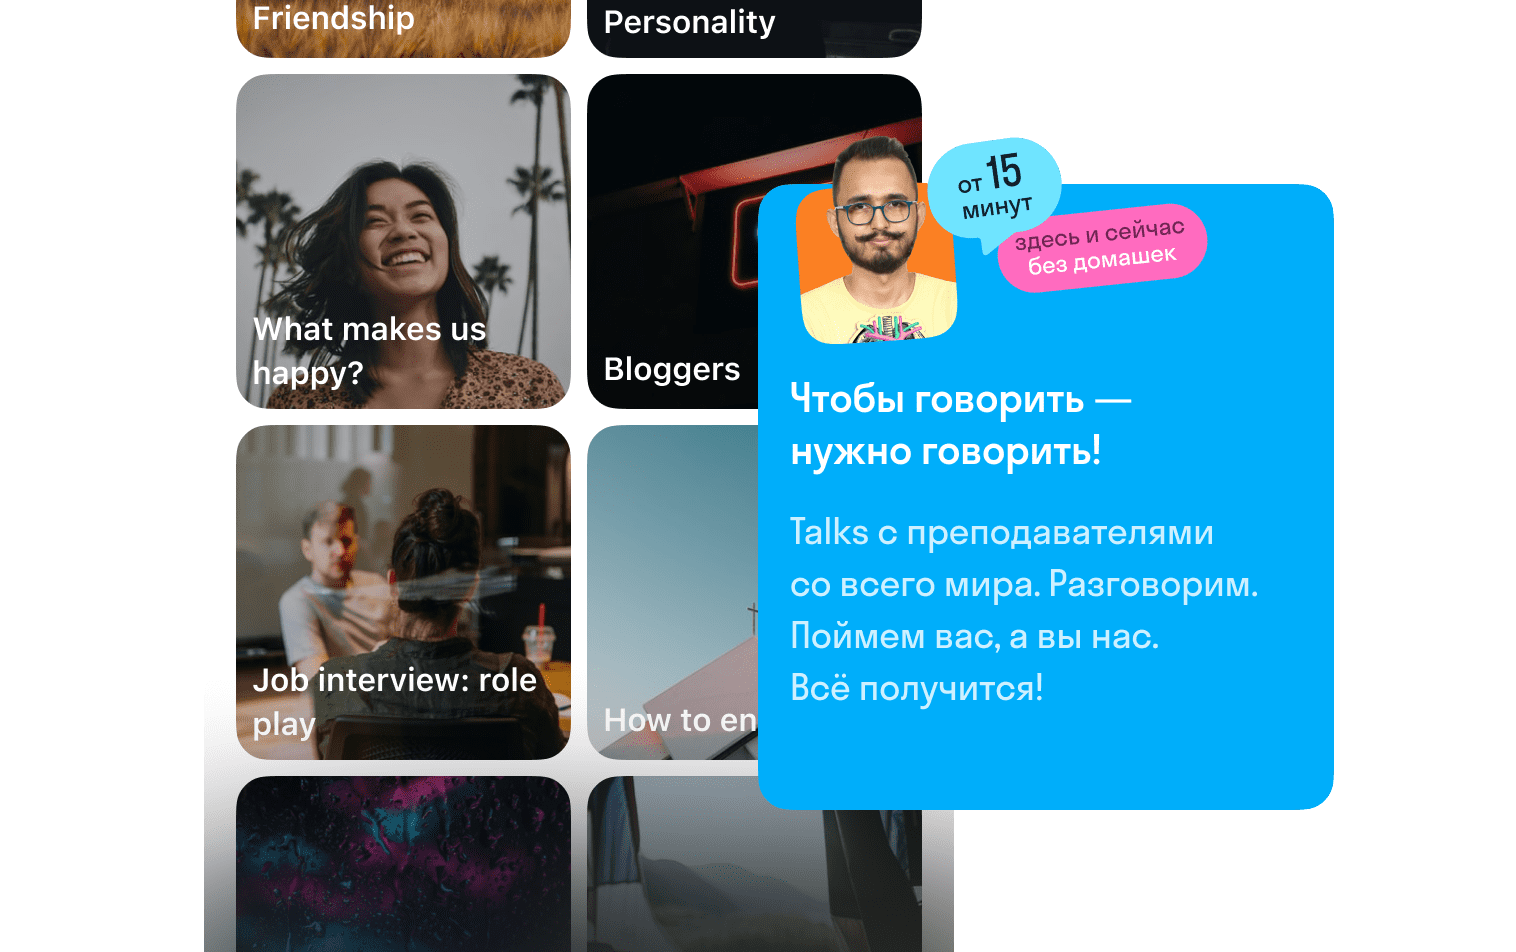 Friendship
Personality
What makes us
happy?
Bloggers
от 15
минут
здесь и сейчас
без домашек
Чтобы говорить —
нужно говорить!
Talks с преподавателями
со всего мира. Разговорим.
Поймем вас, а вы нас.
Всё получится!
Job interview: role
play
How to en